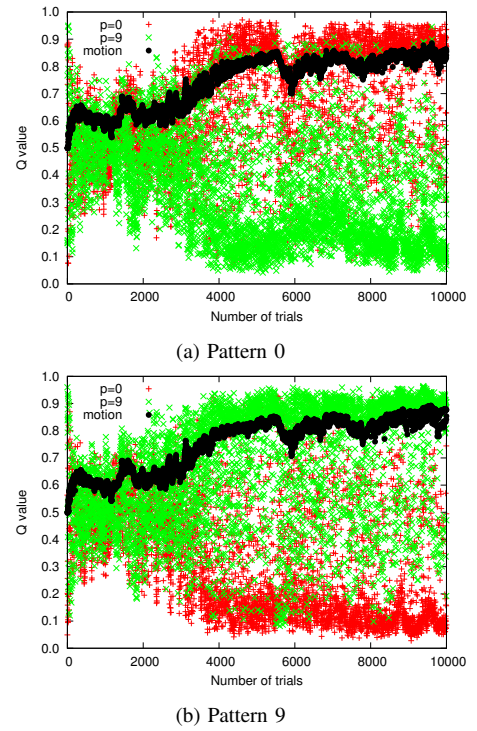 1.0
0.9
0.8
0.7
0.6
0.5
0.4
0.3
0.2
0.1
0.0
Q value
p=0
p=9
motion
0 2000 4000 6000 8000 10000
Number of trials
(a) Pattern 0
1.0
0.9
0.8
0.7
0.6
0.5
0.4
0.3
0.2
0.1
0.0
Q value
p=0
p=9
motion
0 2000 4000 6000 8000 10000
Number of trials
(b) Pattern 9